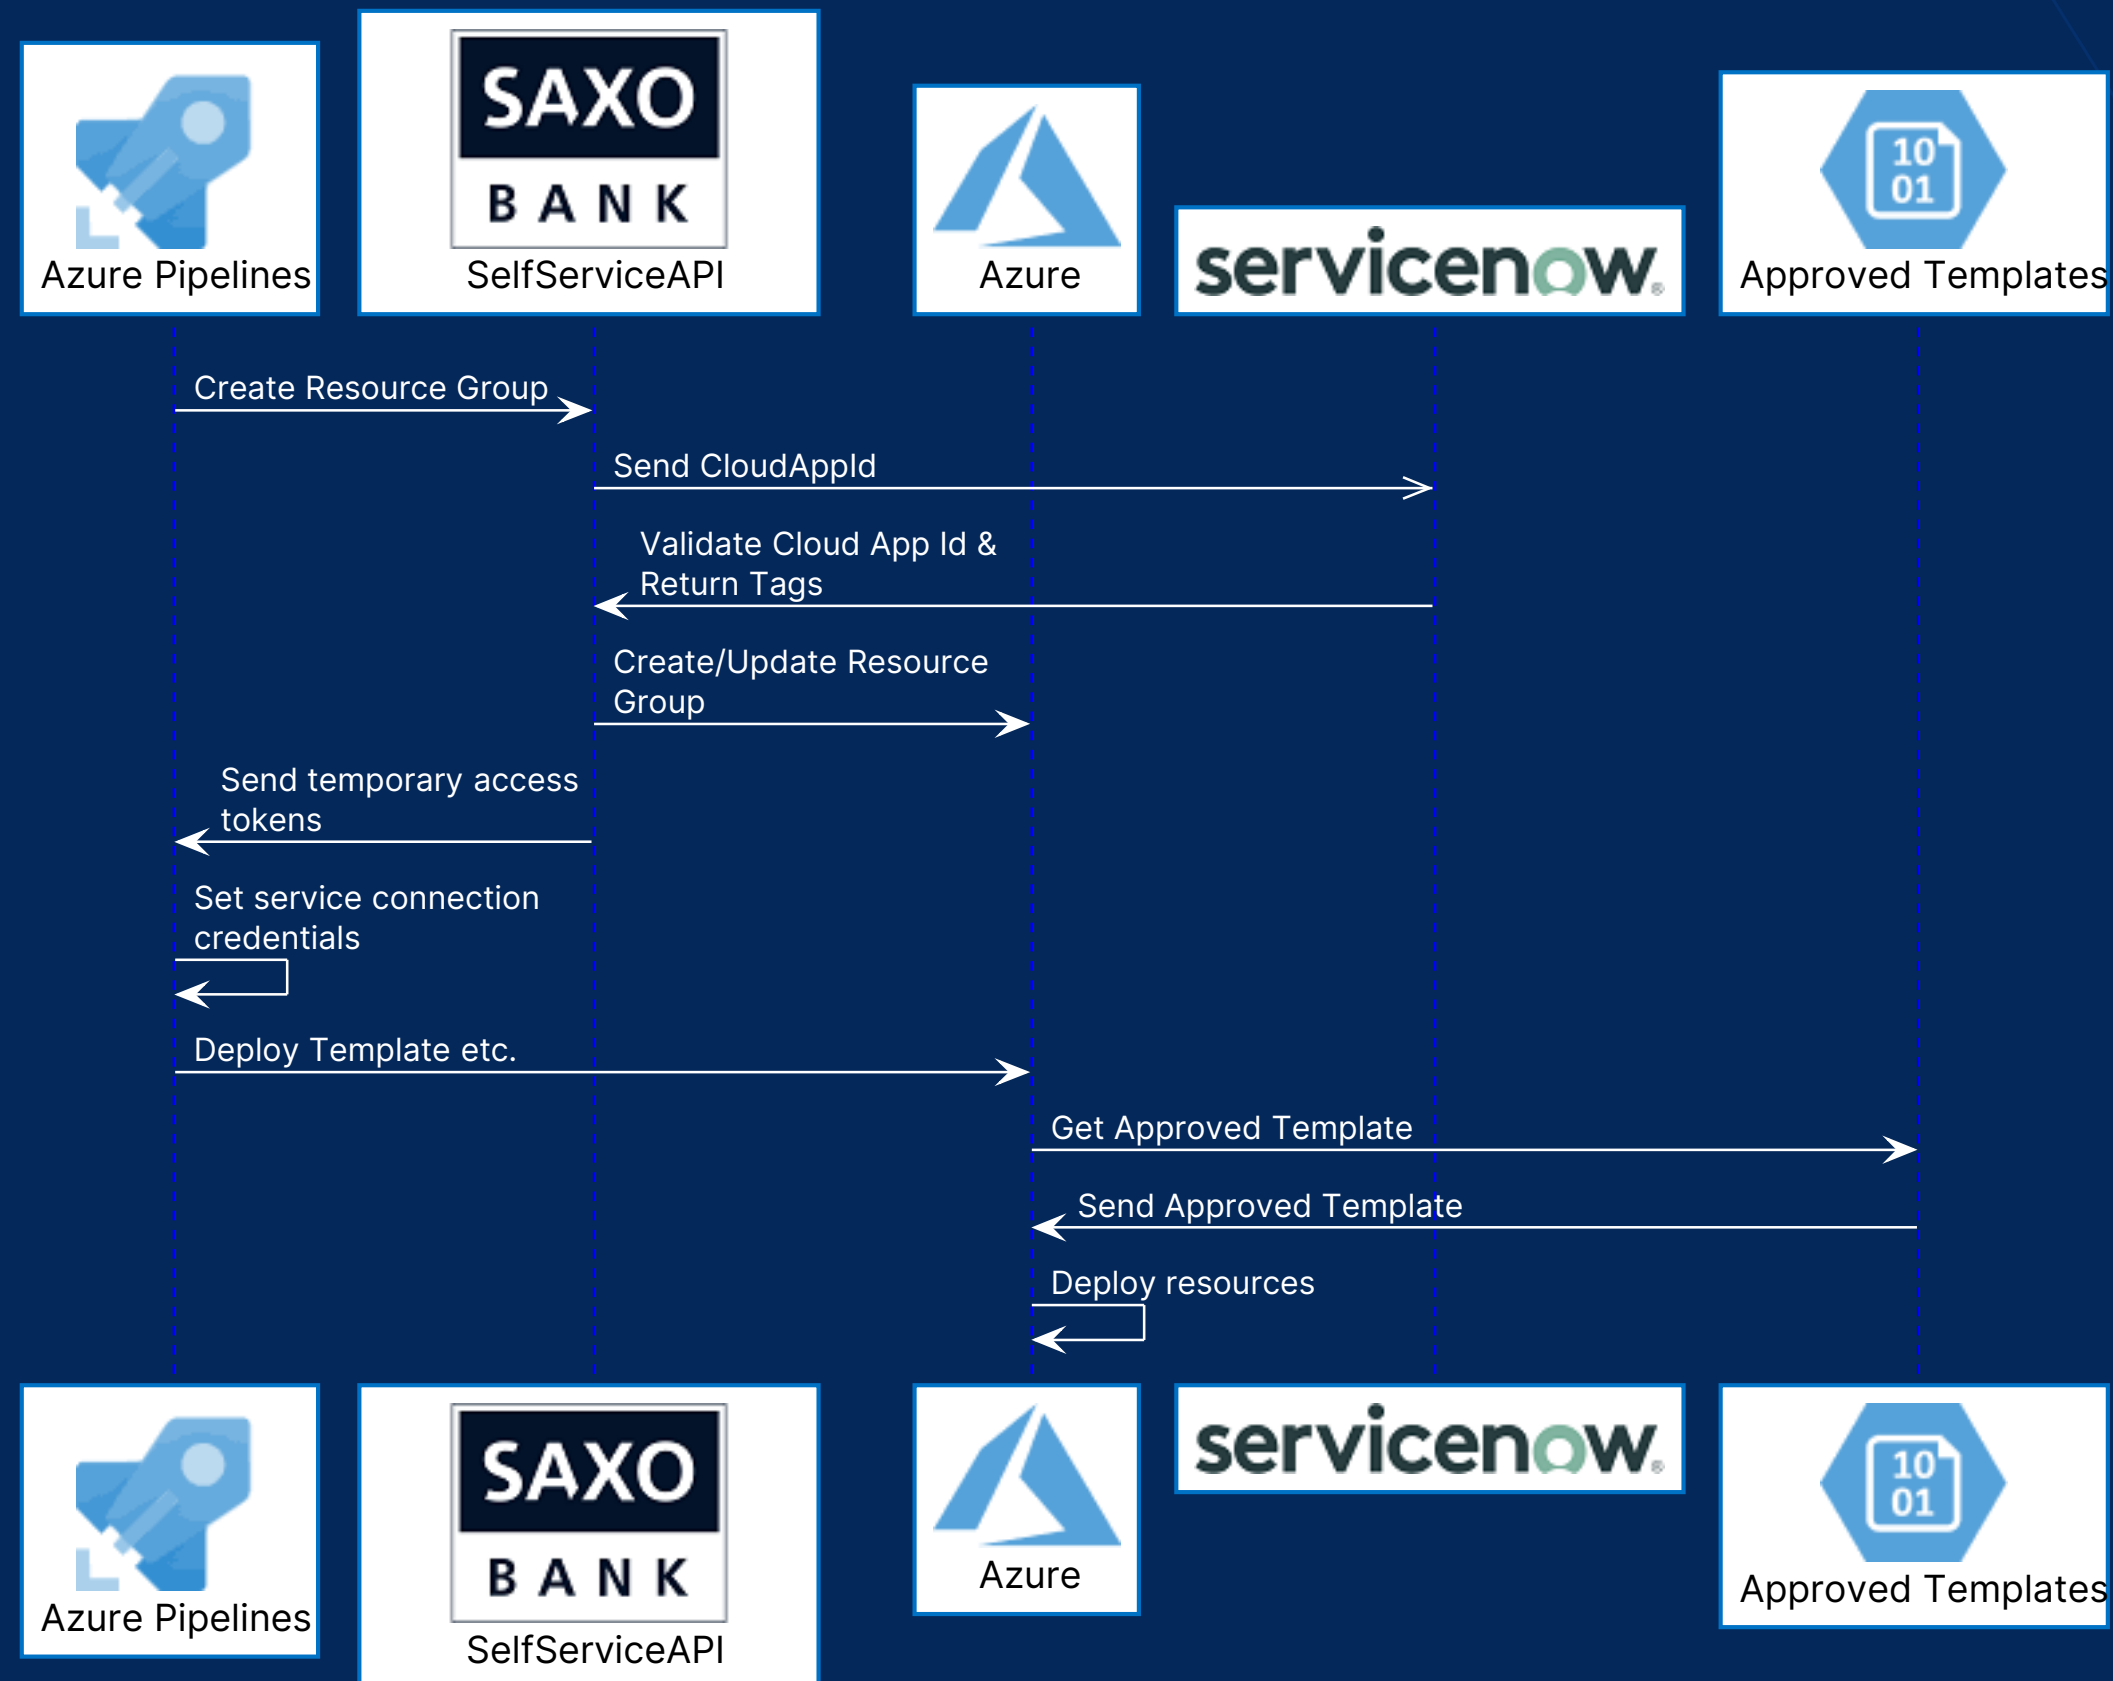 SAXO
BANK
servicenow®
10
01
Azure Pipelines
SelfServiceAPI
Azure
Approved Templates
Create Resource Group
Send CloudAppId
Validate Cloud App Id &
Return Tags
Create/Update Resource
Group
Send temporary access
tokens
Set service connection
credentials
Deploy Template etc.
Get Approved Template
Send Approved Template
Deploy resources
SAXO
BANK
servicenow®
10
01
Azure Pipelines
SelfServiceAPI
Azure
Approved Templates